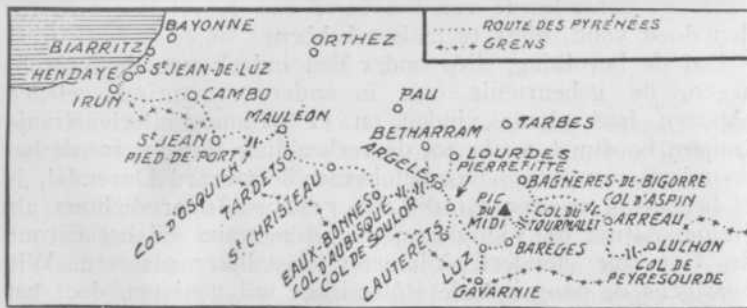 BAYONNE
BIARRITZ
ST JEAN-DE-LUZ
HENDAYE
IRUN
CAMBO
ORTHEZ
ROUTE DES PYRÉNÉES
GRENS
MAULÉON
ST JEAN
PIED-DE-PORT
PAU
TARBES
BETHARRAM
LOURDES
ARGELÈS
PIERREFITTE
BAGNÈRES-DE-BIGORRE
COL D'ASPIN
COL DU
TOURMALET
ARREAU
PIC
DU
MIDI
COL YOSQUICH
TARDETS
ST CHRISTEAU
EAUX-BONNES
COL D'AUBISQUE
COL DE SOULOR
CAUTERETS
LUZ
BARÈGES
LUCHON
COL DE
PEYRESOURDE
GAVARNIE